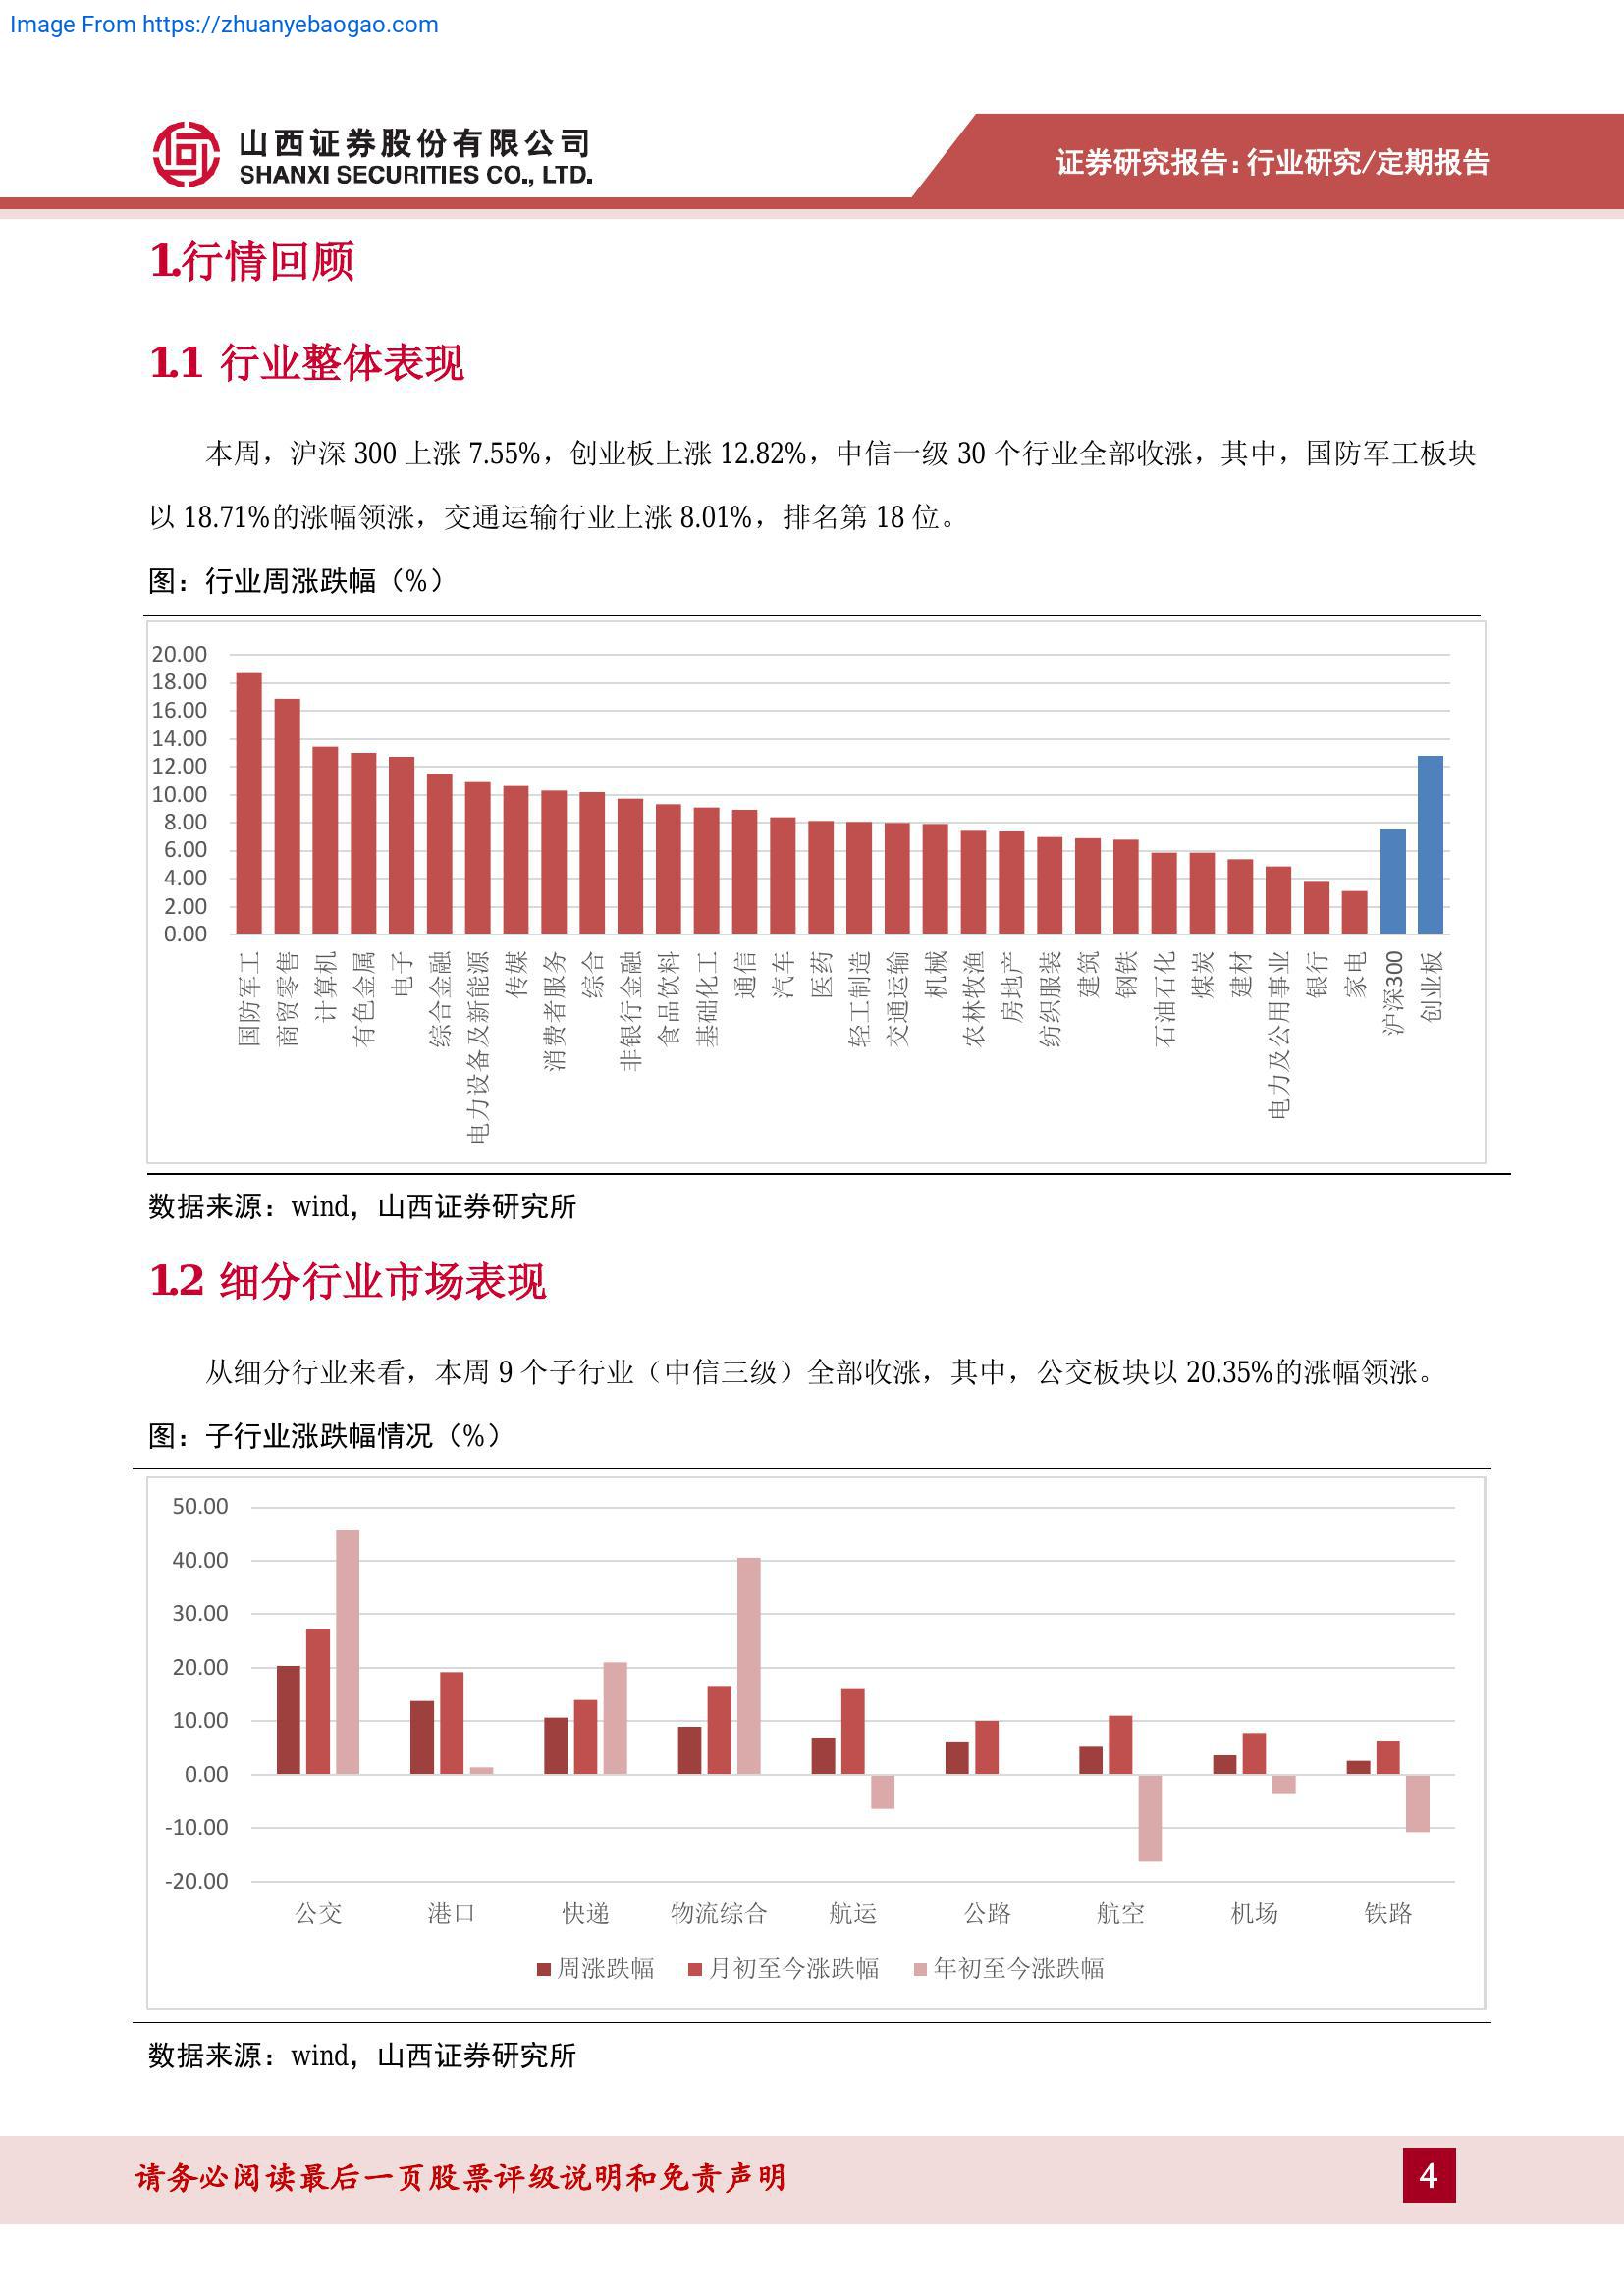 Image From https://zhuanyebaogao.com
山西证券股份有限公司
SHANXI SECURITIES CO., LTD.
证券研究报告:行业研究/定期报告
1.行情回顾
1.1 行业整体表现
本周，沪深 300 上涨 7.55%，创业板上涨 12.82%，中信一级 30 个行业全部收涨，其中，国防军工板块
以 18.71%的涨幅领涨，交通运输行业上涨 8.01%，排名第 18 位。
图：行业周涨跌幅（%）
20.00
18.00
16.00
14.00
12.00
10.00
8.00
6.00
4.00
2.00
0.00
国防军工
商贸零售
计算机
有色金属
电子
综合金融
电力设备及新能源
传媒
消费者服务
综合
非银行金融
食品饮料
基础化工
通信
汽车
医药
轻工制造
交通运输
机械
农林牧渔
房地产
纺织服装
建筑
钢铁
石油石化
煤炭
建材
电力及公用事业
银行
家电
沪深300
创业板
数据来源：wind，山西证券研究所
1.2 细分行业市场表现
从细分行业来看，本周 9 个子行业（中信三级）全部收涨，其中，公交板块以 20.35%的涨幅领涨。
图：子行业涨跌幅情况（%）
50.00
40.00
30.00
20.00
10.00
0.00
-10.00
-20.00
公交 港口 快递 物流综合 航运 公路 航空 机场 铁路
周涨跌幅 月初至今涨跌幅 年初至今涨跌幅
数据来源：wind，山西证券研究所
请务必阅读最后一页股票评级说明和免责声明
4